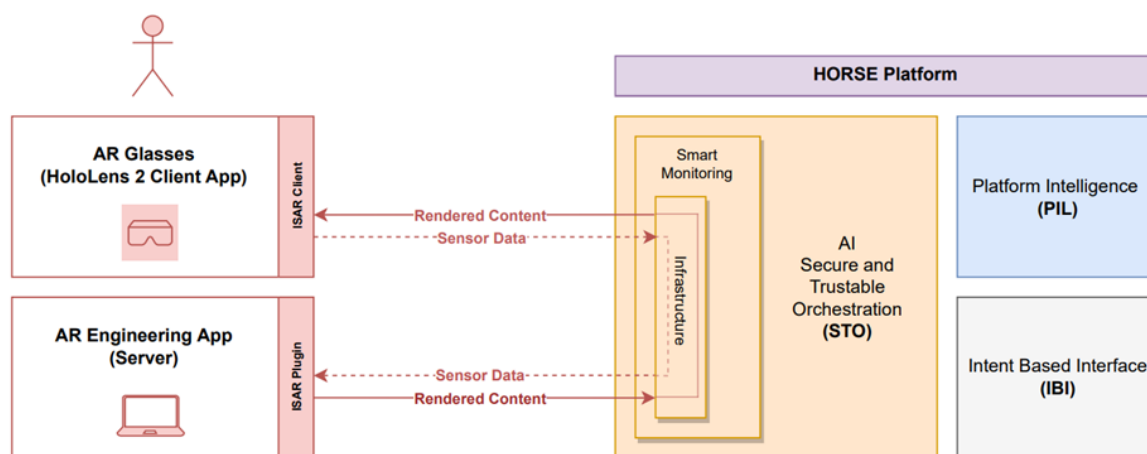 HORSE Platform
AR Glasses
(HoloLens 2 Client App)
ISAR Client
Rendered Content
Sensor Data
AR Engineering App
(Server)
ISAR Plugin
Sensor Data
Rendered Content
Smart
Monitoring
Infrastructure
AI
Secure and
Trustable
Orchestration
(STO)
Platform Intelligence
(PIL)
Intent Based Interface
(IBI)